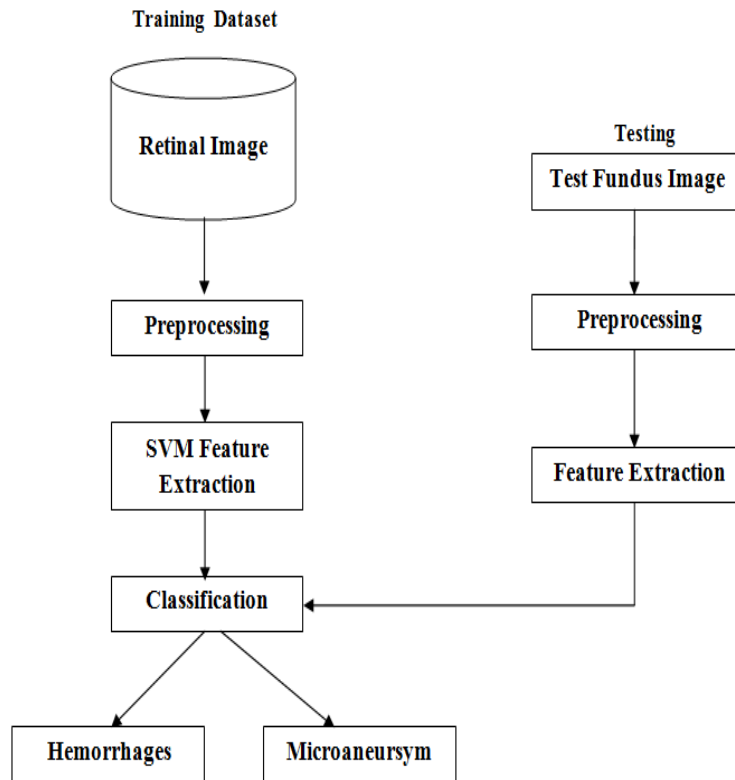 Training Dataset
Retinal Image
Testing
Test Fundus Image
Preprocessing
Preprocessing
SVM Feature
Extraction
Feature Extraction
Classification
Hemorrhages
Microaneursym